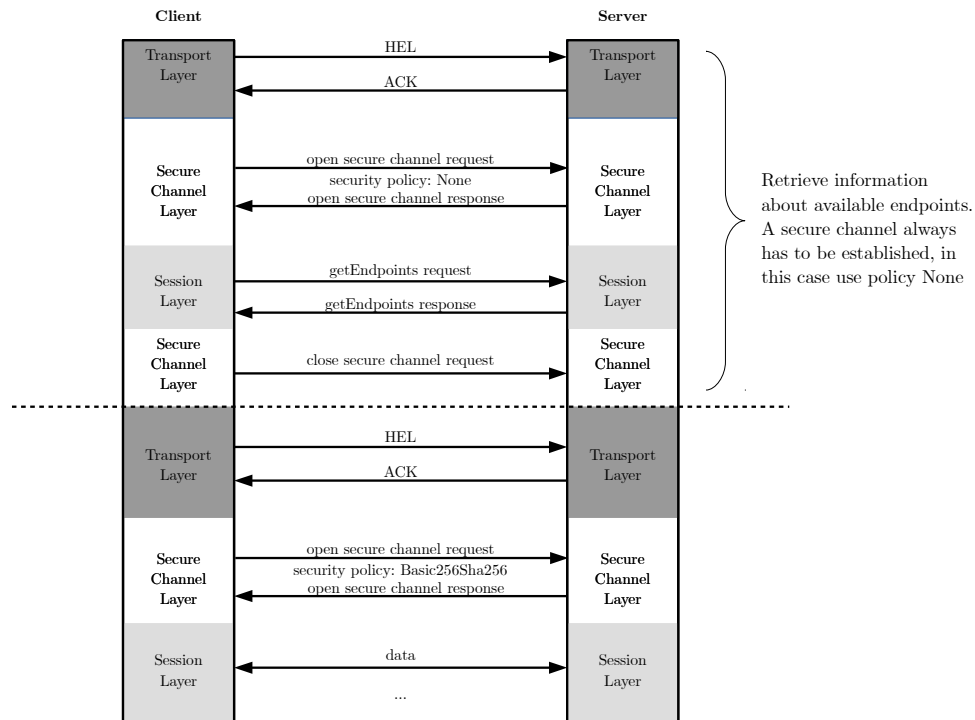 Client
Server
Transport
Layer
HEL
ACK
Transport
Layer
Secure
Channel
Layer
open secure channel request
security policy: None
open secure channel response
Secure
Channel
Layer
Retrieve information
about available endpoints.
A secure channel always
has to be established, in
this case use policy None
Session
Layer
getEndpoints request
getEndpoints response
Session
Layer
Secure
Channel
Layer
close secure channel request
Secure
Channel
Layer
Transport
Layer
HEL
ACK
Transport
Layer
Secure
Channel
Layer
open secure channel request
security policy: Basic256Sha256
open secure channel response
Secure
Channel
Layer
Session
Layer
data
...
Session
Layer